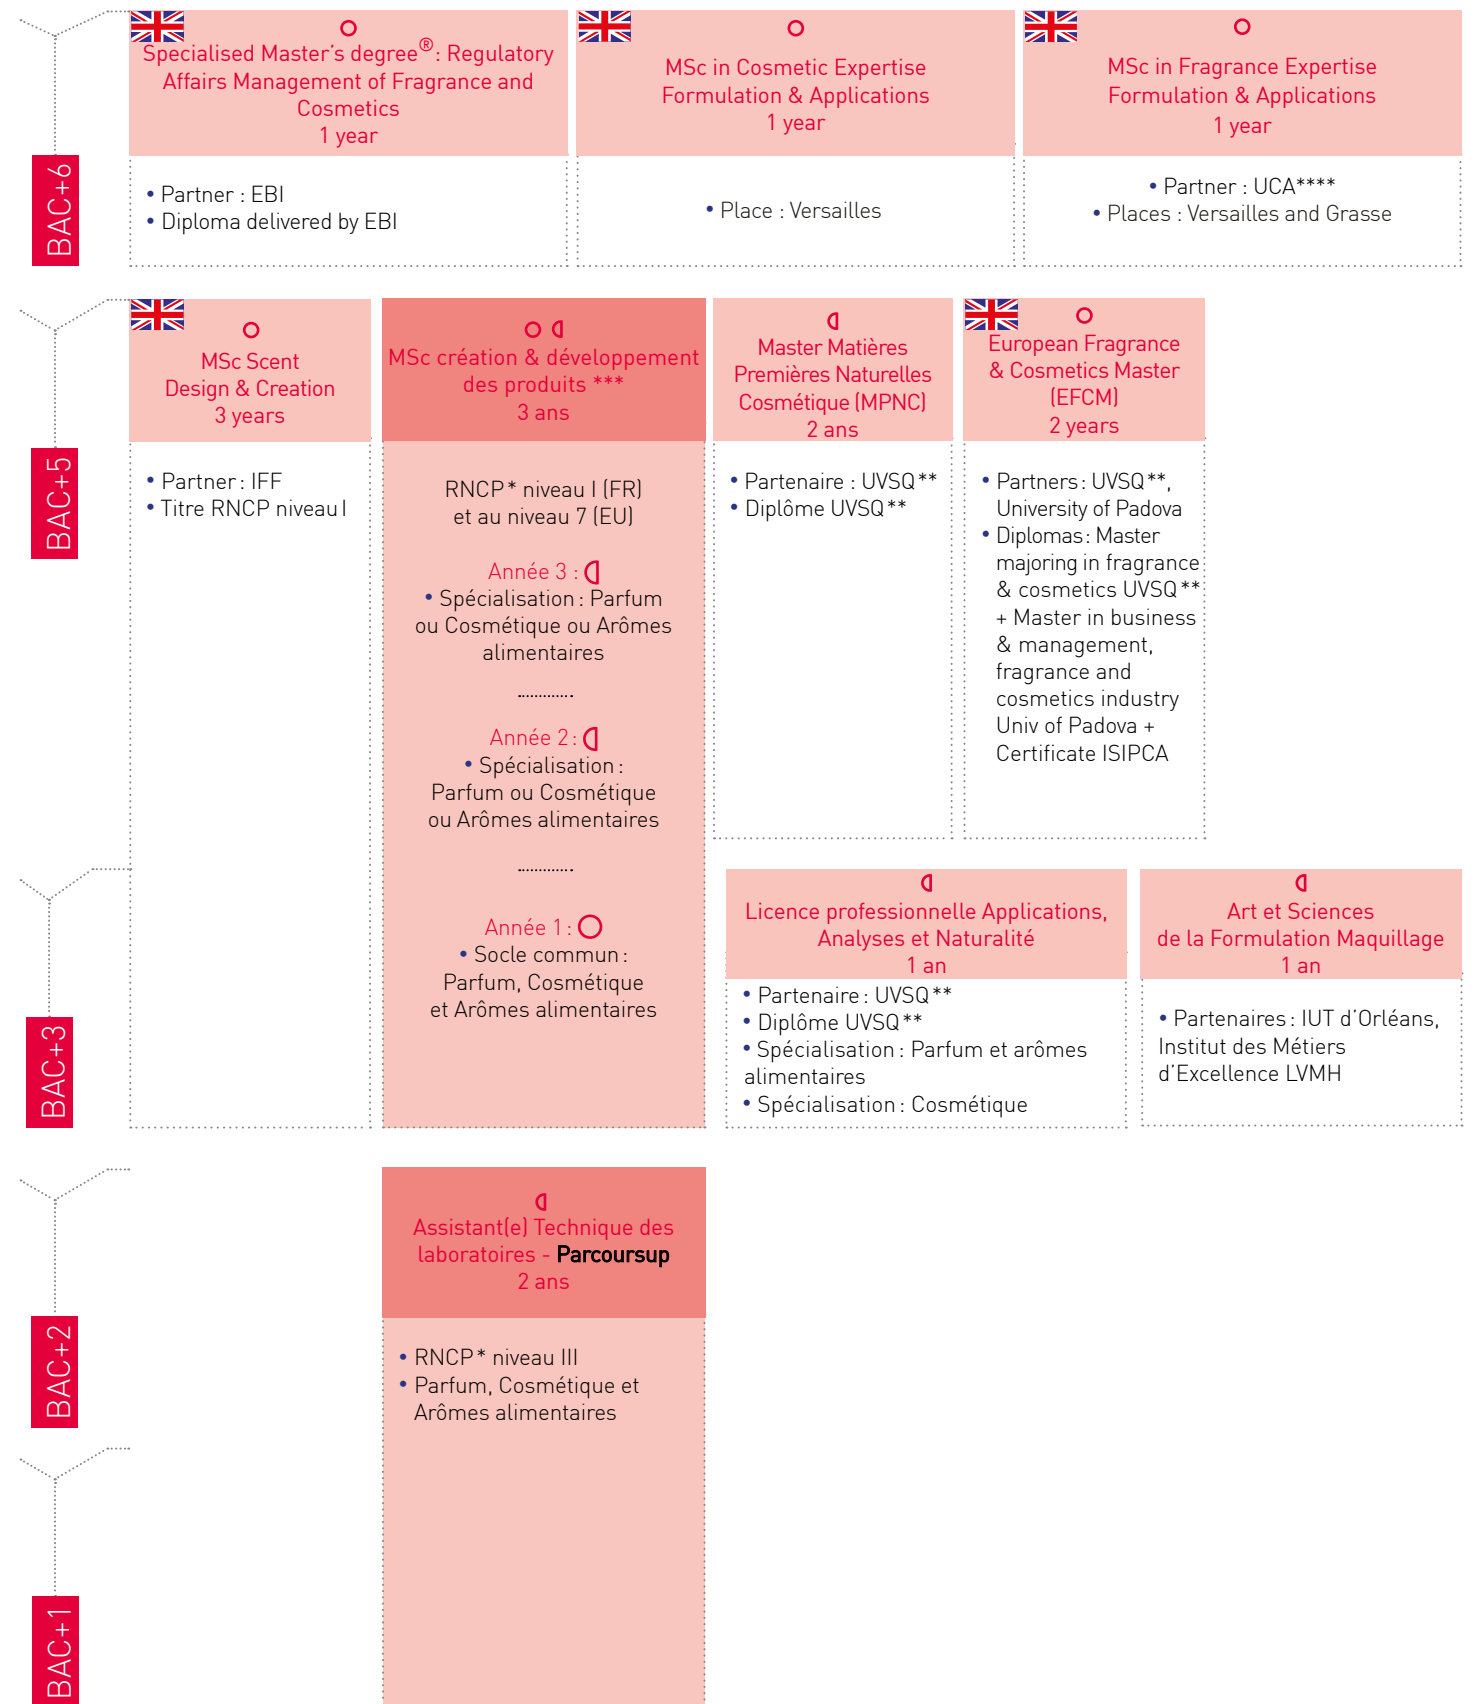 BAC+6
Specialised Master's degree®: Regulatory
Affairs Management of Fragrance and
Cosmetics
1 year
• Partner : EBI
• Diploma delivered by EBI
MSc in Cosmetic Expertise
Formulation & Applications
1 year
• Place : Versailles
MSc in Fragrance Expertise
Formulation & Applications
1 year
• Partner : UCA****
• Places : Versailles and Grasse
BAC+5
MSc Scent
Design & Creation
3 years
• Partner : IFF
• Titre RNCP niveau I
MSc création & développement
des produits ***
3 ans
RNCP* niveau I (FR)
et au niveau 7 (EU)
Année 3 :
• Spécialisation : Parfum
ou Cosmétique ou Arômes
alimentaires
.............
Année 2 :
• Spécialisation :
Parfum ou Cosmétique
ou Arômes alimentaires
.............
Année 1 :
• Socle commun :
Parfum, Cosmétique
et Arômes alimentaires
Master Matières
Premières Naturelles
Cosmétique (MPNC)
2 ans
• Partenaire : UVSQ**
• Diplôme UVSQ**
European Fragrance
& Cosmetics Master
(EFCM)
2 years
• Partners : UVSQ**,
University of Padova
• Diplomas : Master
majoring in fragrance
& cosmetics UVSQ**
+ Master in business
& management,
fragrance and
cosmetics industry
Univ of Padova +
Certificate ISIPCA
BAC+3
Licence professionnelle Applications,
Analyses et Naturalité
1 an
• Partenaire : UVSQ**
• Diplôme UVSQ**
• Spécialisation : Parfum et arômes
alimentaires
• Spécialisation : Cosmétique
Art et Sciences
de la Formulation Maquillage
1 an
• Partenaires : IUT d'Orléans,
Institut des Métiers
d'Excellence LVMH
BAC+2
Assistant(e) Technique des
laboratoires - Parcoursup
2 ans
• RNCP* niveau III
• Parfum, Cosmétique et
Arômes alimentaires
BAC+1